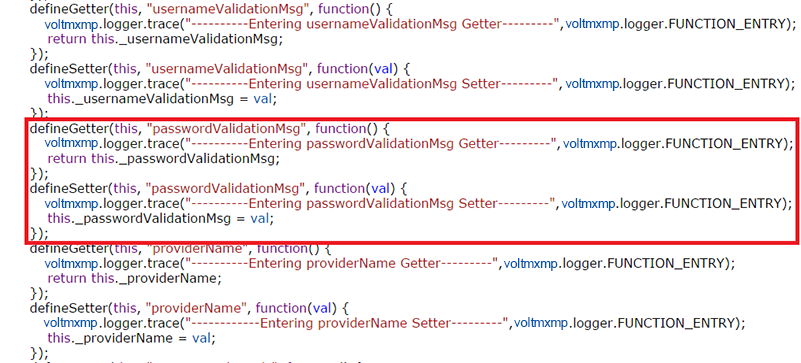 defineGetter(this, "usernameValidationMsg", function() {
voltmxmp.logger.trace("----------Entering usernameValidationMsg Getter---------",voltmxmp.logger.FUNCTION_ENTRY);
return this._usernameValidationMsg;
});
defineSetter(this, "usernameValidationMsg", function(val) {
voltmxmp.logger.trace("----------Entering usernameValidationMsg Setter---------",voltmxmp.logger.FUNCTION_ENTRY);
this._usernameValidationMsg = val;
});
defineGetter(this, "passwordValidationMsg", function() {
voltmxmp.logger.trace("----------Entering passwordValidationMsg Getter---------",voltmxmp.logger.FUNCTION_ENTRY);
return this._passwordValidationMsg;
});
defineSetter(this, "passwordValidationMsg", function(val) {
voltmxmp.logger.trace("----------Entering passwordValidationMsg Setter---------",voltmxmp.logger.FUNCTION_ENTRY);
this._passwordValidationMsg = val;
});
defineGetter(this, "providerName", function() {
voltmxmp.logger.trace("----------Entering providerName Getter---------",voltmxmp.logger.FUNCTION_ENTRY);
return this._providerName;
});
defineSetter(this, "providerName", function(val) {
voltmxmp.logger.trace("------------Entering providerName Setter---------",voltmxmp.logger.FUNCTION_ENTRY);
this._providerName = val;
});